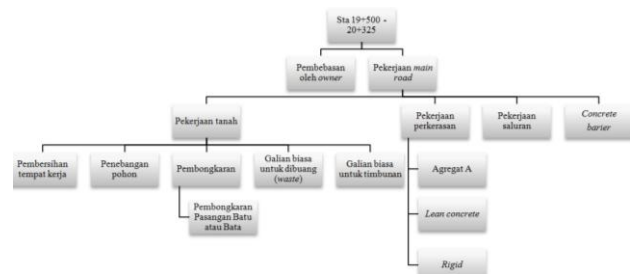 Sta 19+500 -
20+325
Pembebasan
oleh owner
Pekerjaan main
road
Pekerjaan tanah
Pekerjaan
perkerasan
Pekerjaan
saluran
Concrete
barier
Pembersihan
tempat kerja
Penebangan
pohon
Pembongkaran
Galian biasa
untuk dibuang
(waste)
Galian biasa
untuk timbunan
Agregat A
Pembongkaran
Pasangan Batu
atau Bata
Lean concrete
Rigid